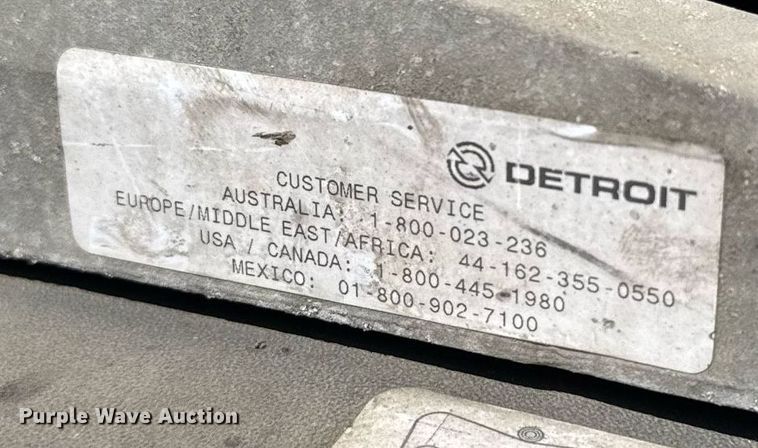 DETROIT
CUSTOMER SERVICE
AUSTRALIA: 1-800-023-236
EUROPE/MIDDLE EAST/AFRICA: 44-162-355-0550
USA / CANADA: 1-800-445-1980
MEXICO: 01-800-902-7100
Purple Wave Auction